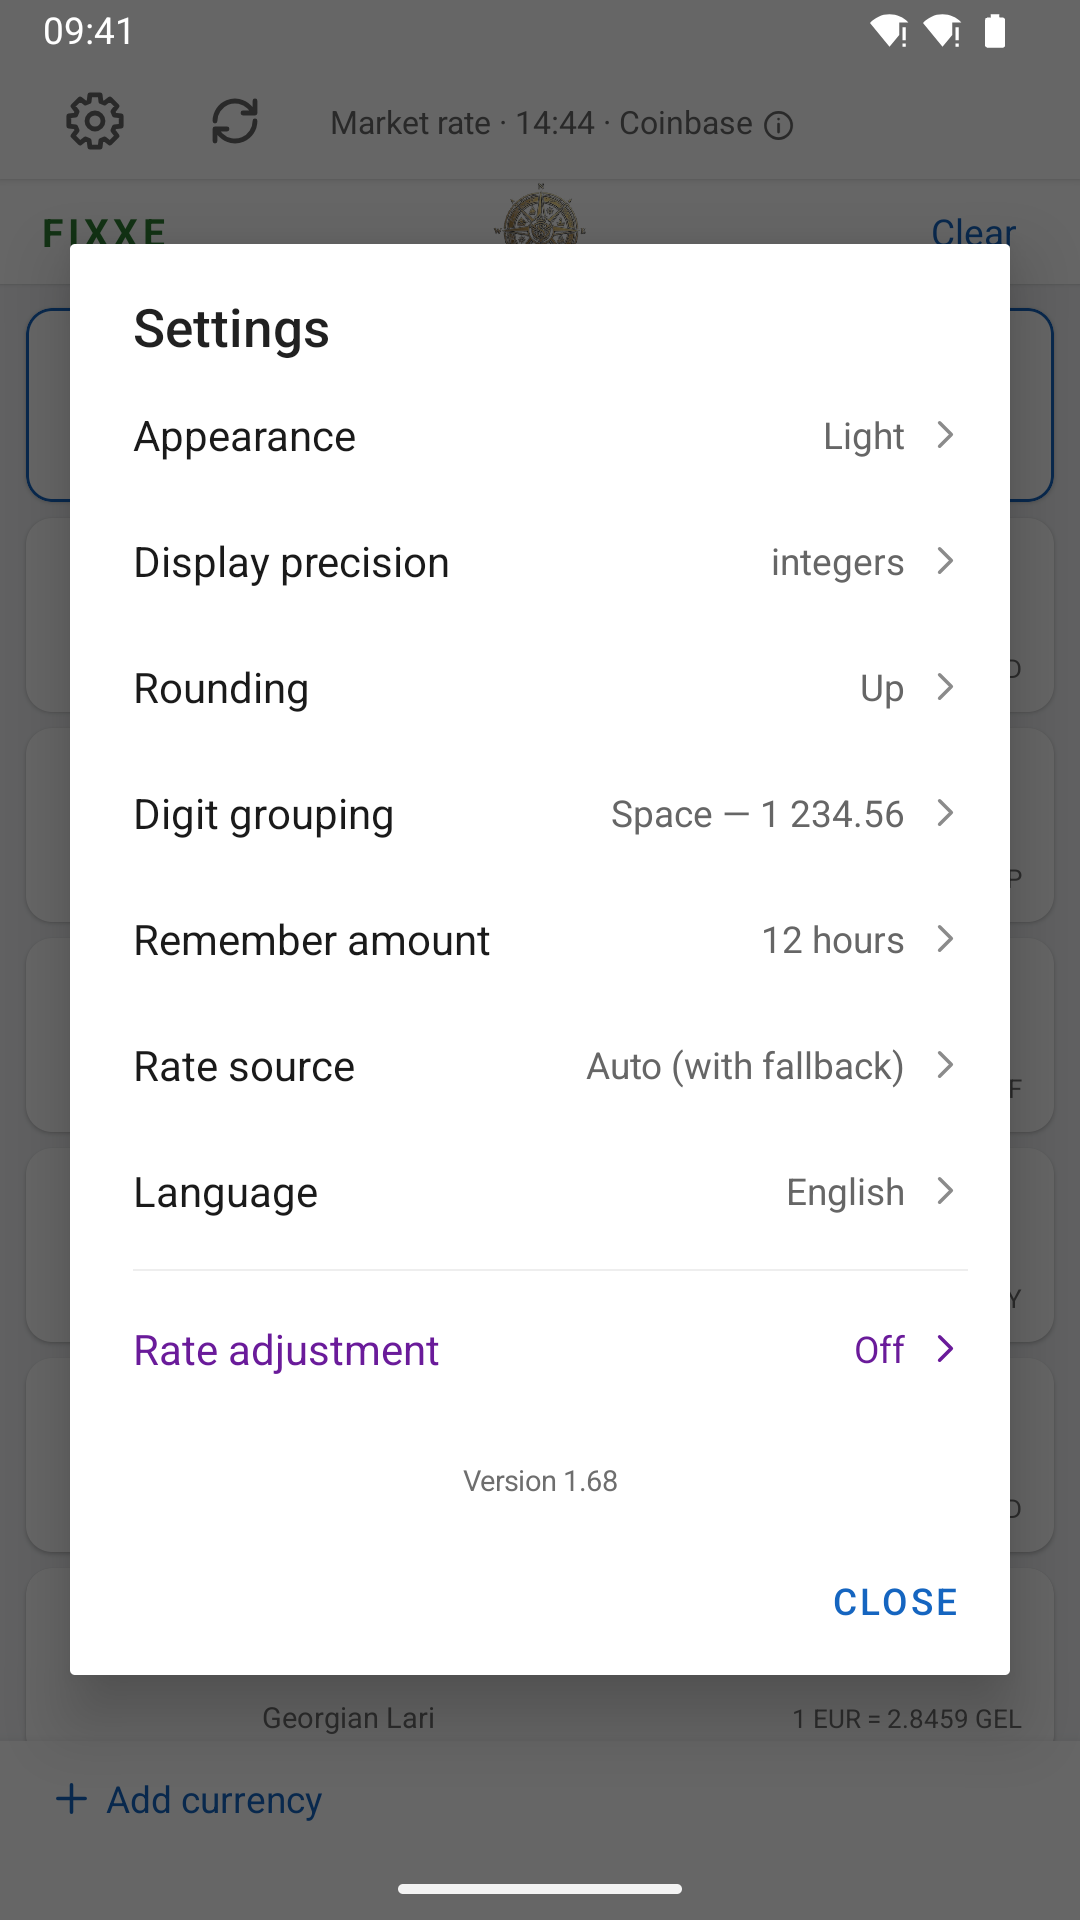 09:41
Market rate · 14:44 · Coinbase
FIXXE
Clear
Settings
Appearance Light
Display precision integers
Rounding Up
Digit grouping Space — 1 234.56
Remember amount 12 hours
Rate source Auto (with fallback)
Language English
Rate adjustment Off
Version 1.68
CLOSE
Georgian Lari 1 EUR = 2.8459 GEL
+ Add currency